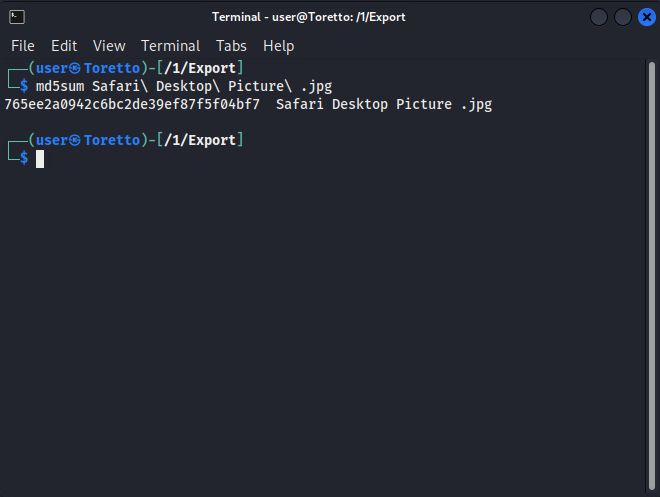 Terminal - user@Toretto: /1/Export
File Edit View Terminal Tabs Help
┌──(user㉿Toretto)-[/1/Export]
└─$ md5sum Safari\ Desktop\ Picture\ .jpg
765ee2a0942c6bc2de39ef87f5f04bf7  Safari Desktop Picture .jpg
┌──(user㉿Toretto)-[/1/Export]
└─$